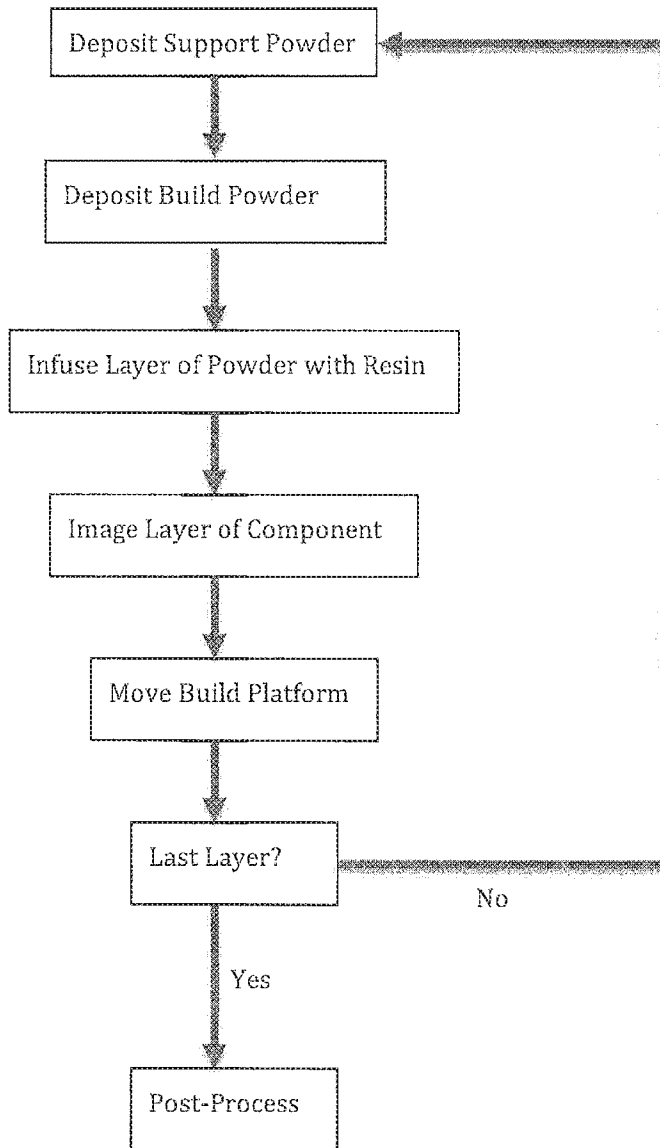 Deposit Support Powder
Deposit Build Powder
Infuse Layer of Powder with Resin
Image Layer of Component
Move Build Platform
Last Layer?
No
Yes
Post-Process